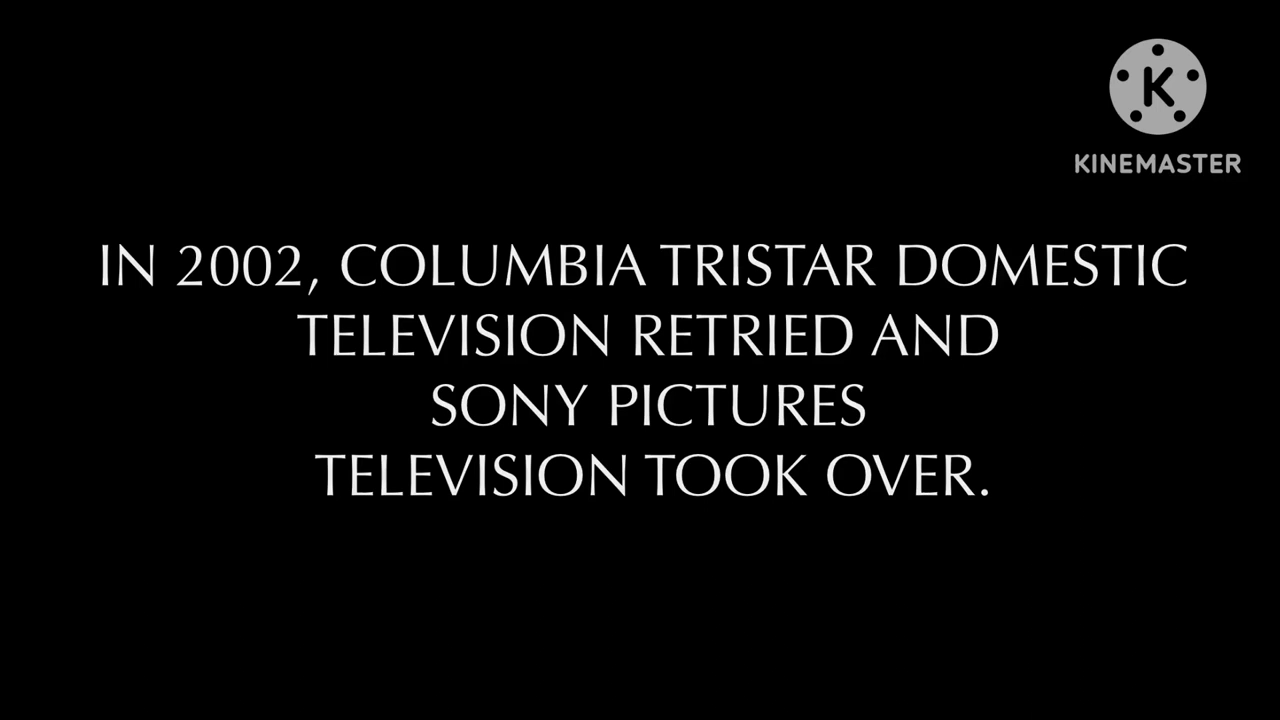 K
KINEMASTER
IN 2002, COLUMBIA TRISTAR DOMESTIC
TELEVISION RETRIED AND
SONY PICTURES
TELEVISION TOOK OVER.